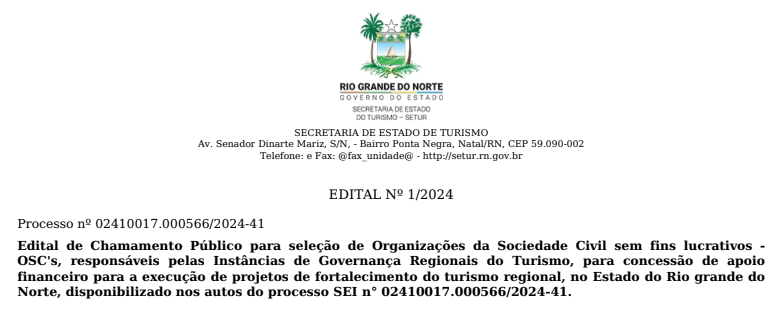 RIO GRANDE DO NORTE
GOVERNO DO ESTADO
SECRETARIA DE ESTADO
DO TURISMO – SETUR
SECRETARIA DE ESTADO DE TURISMO
Av. Senador Dinarte Mariz, S/N, - Bairro Ponta Negra, Natal/RN, CEP 59.090-002
Telefone: e Fax: @fax_unidade@ - http://setur.rn.gov.br
EDITAL Nº 1/2024
Processo nº 02410017.000566/2024-41
Edital de Chamamento Público para seleção de Organizações da Sociedade Civil sem fins lucrativos -
OSC's, responsáveis pelas Instâncias de Governança Regionais do Turismo, para concessão de apoio
financeiro para a execução de projetos de fortalecimento do turismo regional, no Estado do Rio grande do
Norte, disponibilizado nos autos do processo SEI n° 02410017.000566/2024-41.